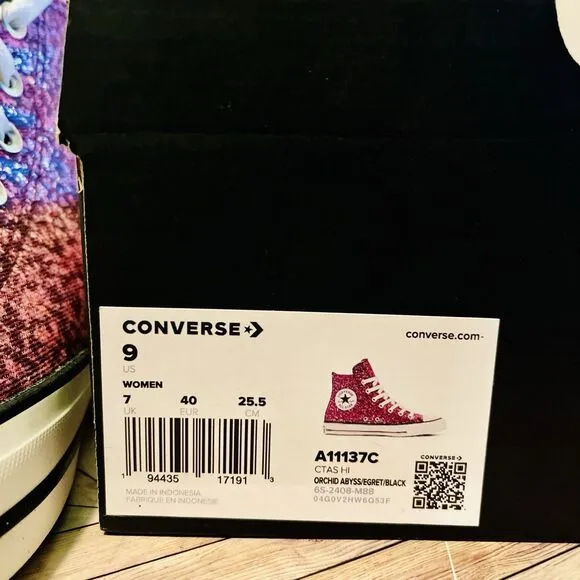 CONVERSE
converse.com
9
US
WOMEN
7 40 25.5
UK EUR CM
1 94435 17191 3
MADE IN INDONESIA
FABRIQUÉ EN INDONÉSIE
A11137C
CTAS HI
ORCHID ABYSS/EGRET/BLACK
6S-2408-M88
04G0V2HW6Q53F
CONVERSE